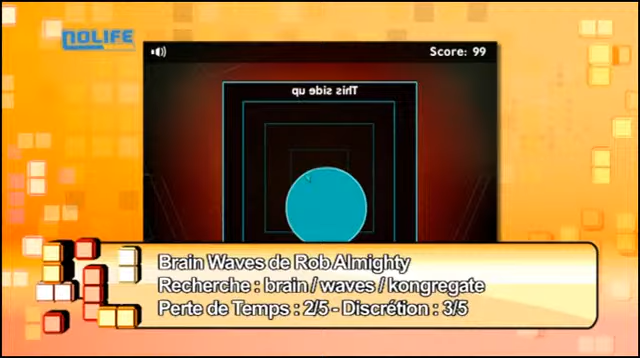 NOLIFE
Score: 99
This side up
Brain Waves de Rob Almighty
Recherche : brain / waves / kongregate
Perte de Temps : 2/5 - Discrétion : 3/5